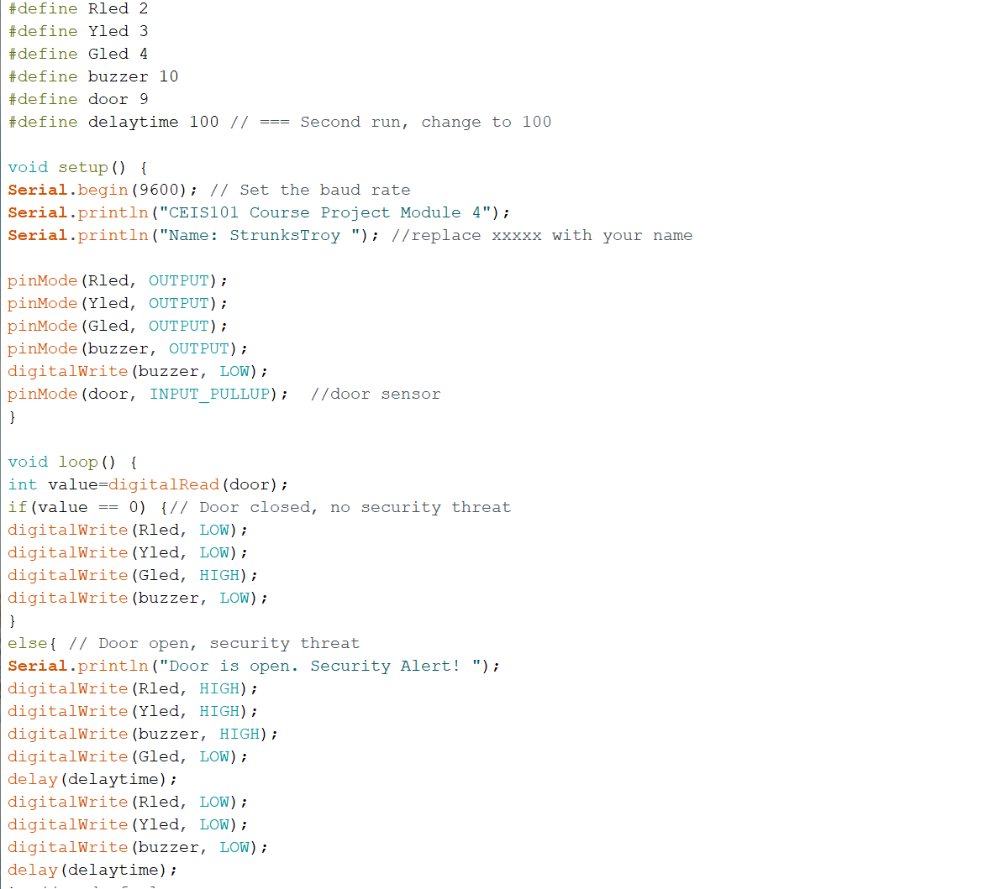 #define Rled 2
#define Yled 3
#define Gled 4
#define buzzer 10
#define door 9
#define delaytime 100 // === Second run, change to 100
void setup() {
Serial.begin(9600); // Set the baud rate
Serial.println("CEIS101 Course Project Module 4");
Serial.println("Name: StrunksTroy "); //replace xxxxx with your name
pinMode(Rled, OUTPUT);
pinMode(Yled, OUTPUT);
pinMode(Gled, OUTPUT);
pinMode(buzzer, OUTPUT);
digitalWrite(buzzer, LOW);
pinMode(door, INPUT_PULLUP);  //door sensor
}
void loop() {
int value=digitalRead(door);
if(value == 0) {// Door closed, no security threat
digitalWrite(Rled, LOW);
digitalWrite(Yled, LOW);
digitalWrite(Gled, HIGH);
digitalWrite(buzzer, LOW);
}
else{ // Door open, security threat
Serial.println("Door is open. Security Alert! ");
digitalWrite(Rled, HIGH);
digitalWrite(Yled, HIGH);
digitalWrite(buzzer, HIGH);
digitalWrite(Gled, LOW);
delay(delaytime);
digitalWrite(Rled, LOW);
digitalWrite(Yled, LOW);
digitalWrite(buzzer, LOW);
delay(delaytime);